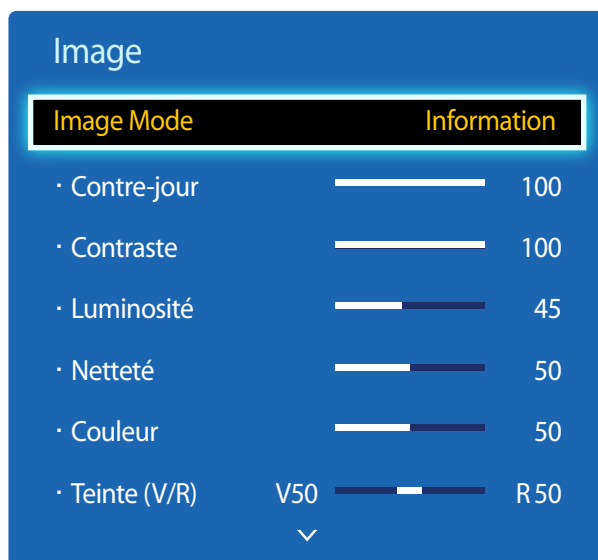 Image
Image Mode Information
· Contre-jour 100
· Contraste 100
· Luminosité 45
· Netteté 50
· Couleur 50
· Teinte (V/R) V50 R50